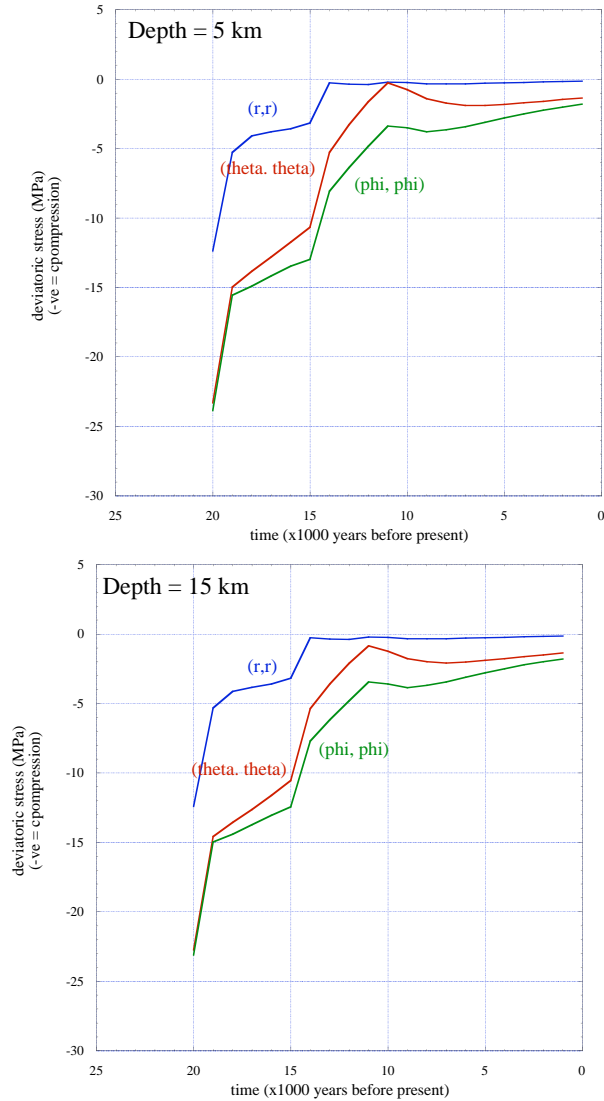 Depth = 5 km
5
0
-5
-10
-15
-20
-25
-30
(r,r)
(theta. theta)
(phi, phi)
deviatoric stress (MPa)
(-ve = cpompression)
25
20
15
10
5
0
time (x1000 years before present)
Depth = 15 km
5
0
-5
-10
-15
-20
-25
-30
(r,r)
(phi, phi)
(theta. theta)
deviatoric stress (MPa)
(-ve = cpompression)
25
20
15
10
5
0
time (x1000 years before present)